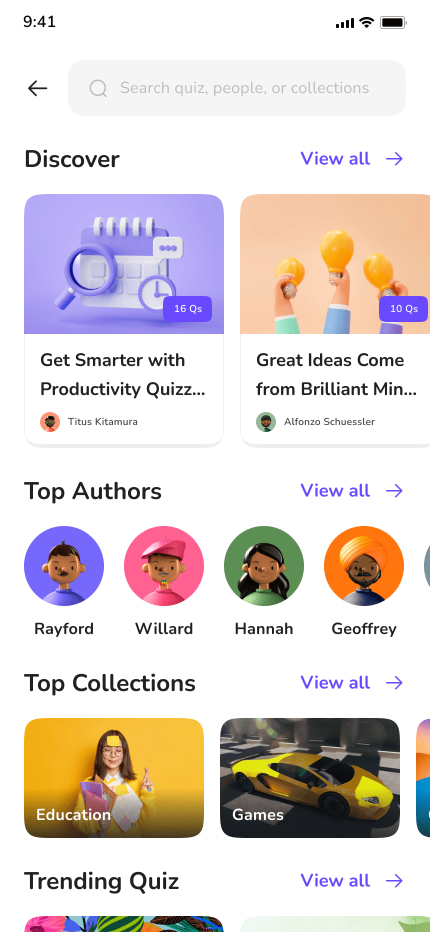 9:41
Search quiz, people, or collections
Discover
View all
16 Qs
10 Qs
Get Smarter with
Productivity Quizz...
Great Ideas Come
from Brilliant Min...
Titus Kitamura
Alfonzo Schuessler
Top Authors
View all
Rayford
Willard
Hannah
Geoffrey
Top Collections
View all
Education
Games
Trending Quiz
View all